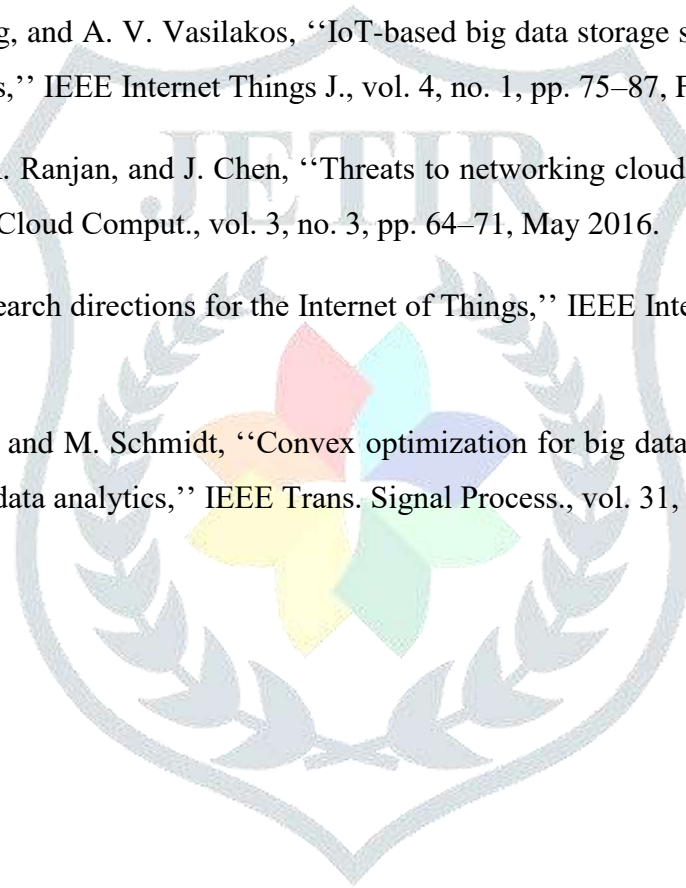 g, and A. V. Vasilakos, ‘‘IoT-based big data storage s
s,’’ IEEE Internet Things J., vol. 4, no. 1, pp. 75–87, F
JETIR
. Ranjan, and J. Chen, ‘‘Threats to networking cloud
Cloud Comput., vol. 3, no. 3, pp. 64–71, May 2016.
earch directions for the Internet of Things,’’ IEEE Inte
and M. Schmidt, ‘‘Convex optimization for big data
data analytics,’’ IEEE Trans. Signal Process., vol. 31,